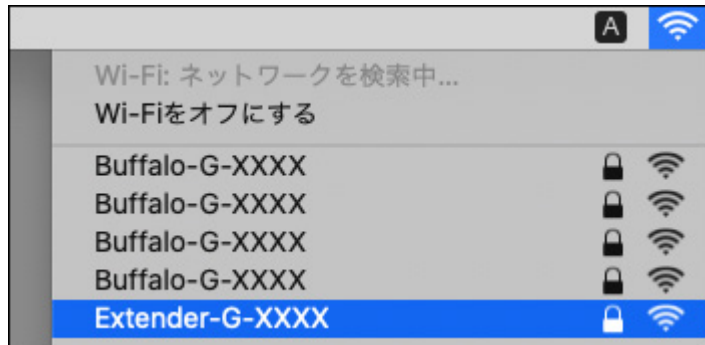 A
Wi-Fi: ネットワークを検索中...
Wi-Fiをオフにする
Buffalo-G-XXXX
Buffalo-G-XXXX
Buffalo-G-XXXX
Buffalo-G-XXXX
Extender-G-XXXX